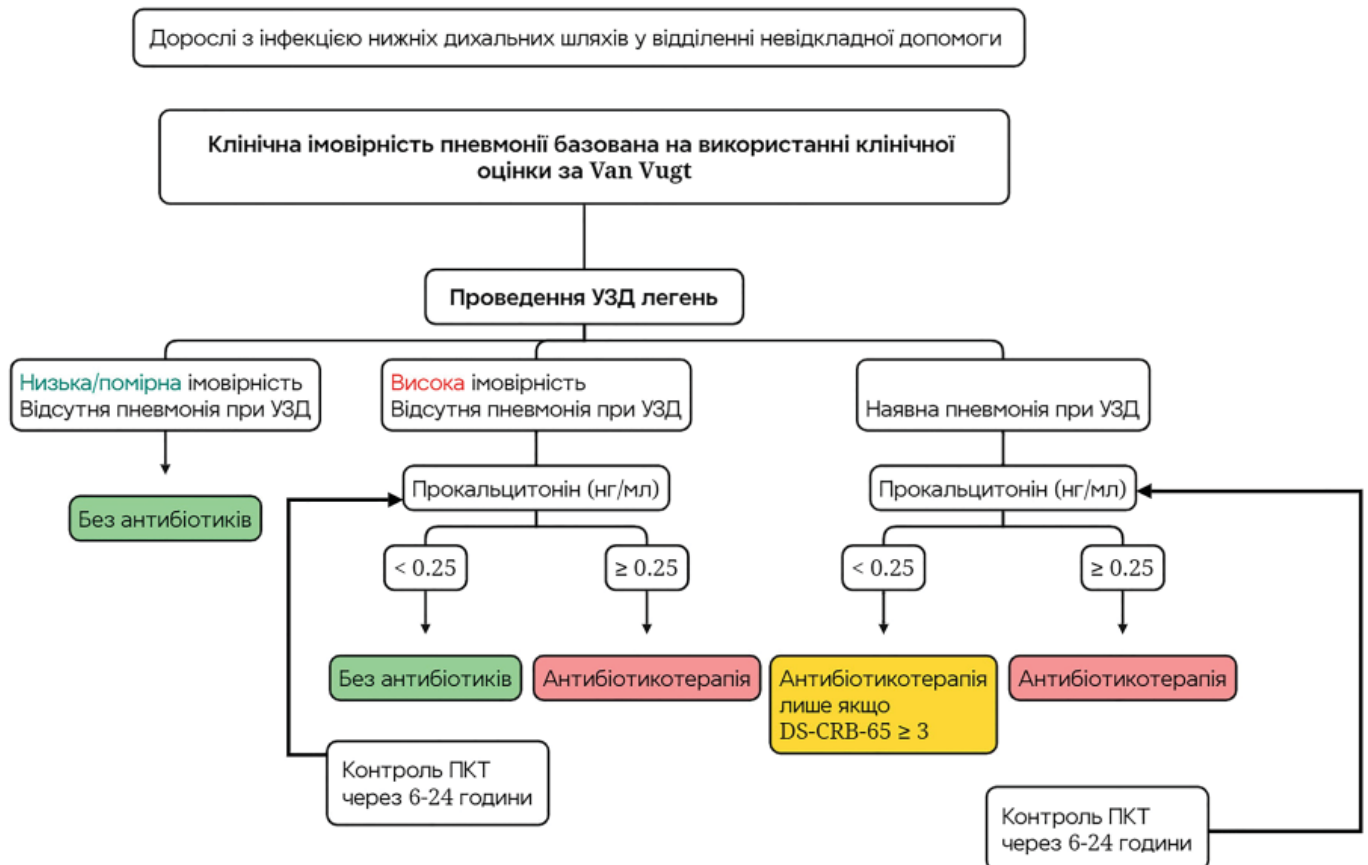 Дорослі з інфекцією нижніх дихальних шляхів у відділенні невідкладної допомоги
Клінічна імовірність пневмонії базована на використанні клінічної
оцінки за Van Vugt
Проведення УЗД легень
Низька/помірна імовірність
Відсутня пневмонія при УЗД
Висока імовірність
Відсутня пневмонія при УЗД
Наявна пневмонія при УЗД
Без антибіотиків
Прокальцитонін (нг/мл)
Прокальцитонін (нг/мл)
< 0.25
≥ 0.25
< 0.25
≥ 0.25
Без антибіотиків
Антибіотикотерапія
Антибіотикотерапія
лише якщо
DS-CRB-65 ≥ 3
Антибіотикотерапія
Контроль ПКТ
через 6-24 години
Контроль ПКТ
через 6-24 години